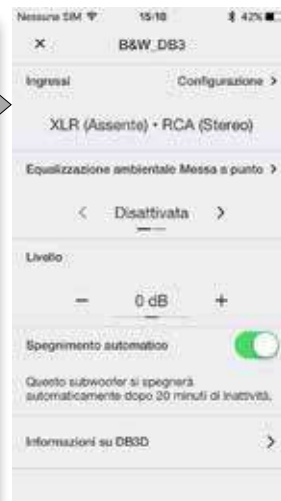 Nessuna SIM 15:10 42%
× B&W_DB3
Ingressi Configurazione >
XLR (Assente) • RCA (Stereo)
Equalizzazione ambientale Messa a punto >
< Disattivata >
Livello
− 0 dB +
Spegnimento automatico
Questo subwoofer si spegnerà
automaticamente dopo 20 minuti di inattività.
Informazioni su DB3D >